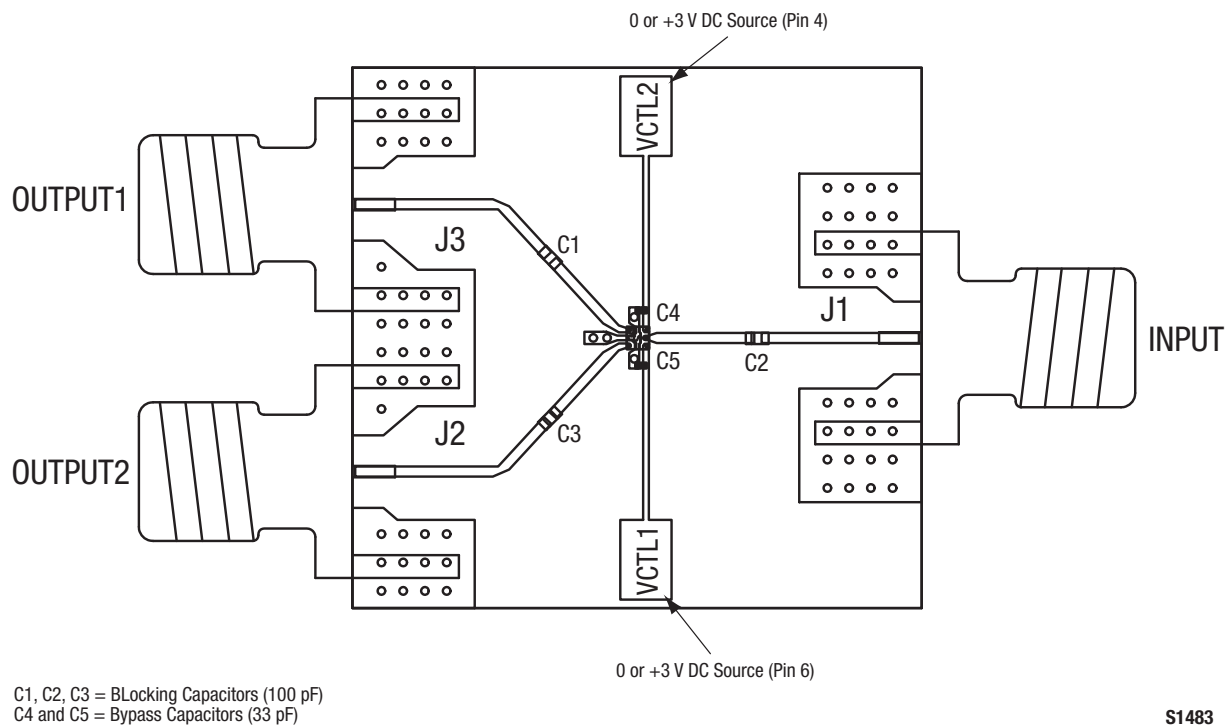 0 or +3 V DC Source (Pin 4)
VCTL2
OUTPUT1
J3
C1
C4
J1
INPUT
C5
C2
J2
C3
OUTPUT2
VCTL1
0 or +3 V DC Source (Pin 6)
C1, C2, C3 = BLocking Capacitors (100 pF)
C4 and C5 = Bypass Capacitors (33 pF)
S1483